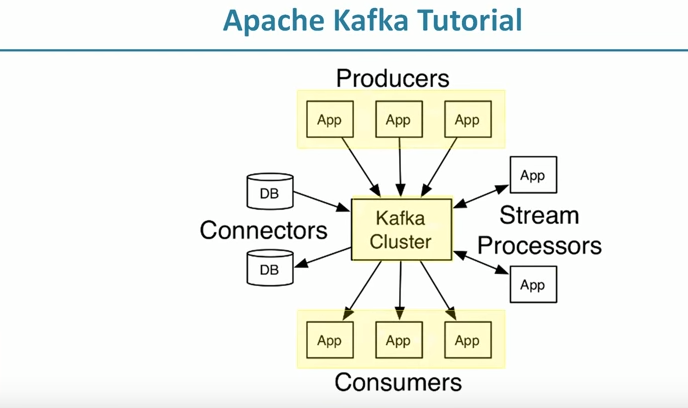 Apache Kafka Tutorial
Producers
App App App
DB
App
Connectors
Kafka
Cluster
Stream
Processors
DB
App
App App App
Consumers